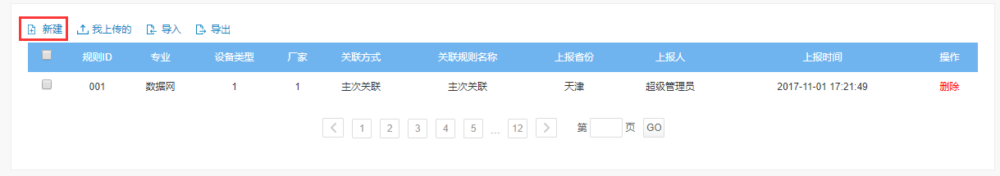 新建 我上传的 导入 导出
规则ID 专业 设备类型 厂家 关联方式 关联规则名称 上报省份 上报人 上报时间 操作
001 数据网 1 1 主次关联 主次关联 天津 超级管理员 2017-11-01 17:21:49 删除
1 2 3 4 5 ... 12 第 页 GO